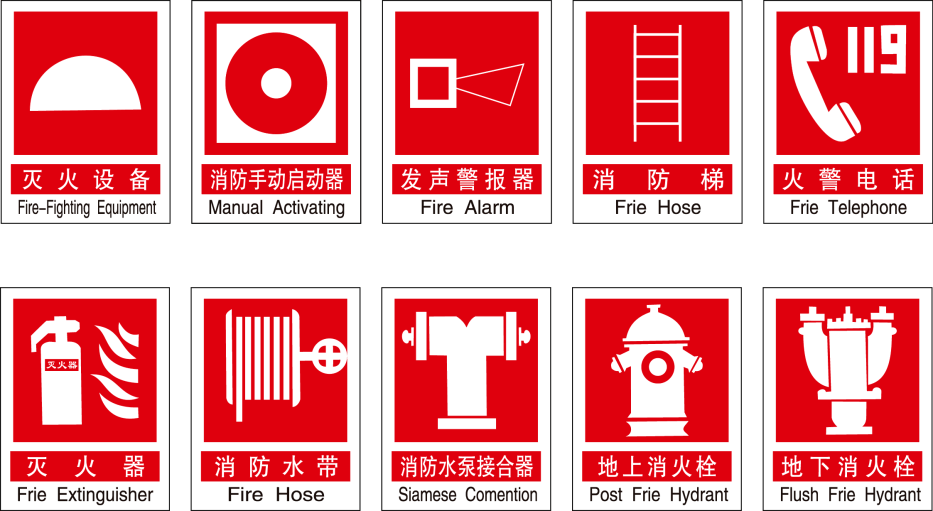 119
灭火设备
Fire-Fighting Equipment
消防手动启动器
Manual Activating
发声警报器
Fire Alarm
消防梯
Frie Hose
火警电话
Frie Telephone
灭火器
灭火器
Frie Extinguisher
消防水带
Fire Hose
消防水泵接合器
Siamese Comention
地上消火栓
Post Frie Hydrant
地下消火栓
Flush Frie Hydrant